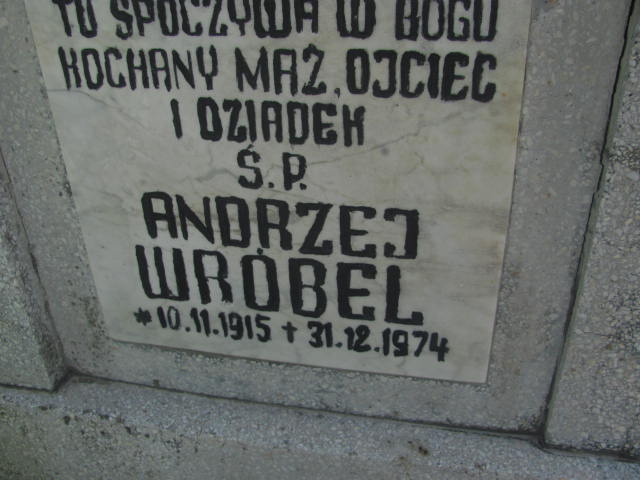 TU SPOCZYWA W BOGU
KOCHANY MĄŻ, OJCIEC
I DZIADEK
Ś.P.
ANDRZEJ
WRÓBEL
* 10.11.1915 † 31.12.1974